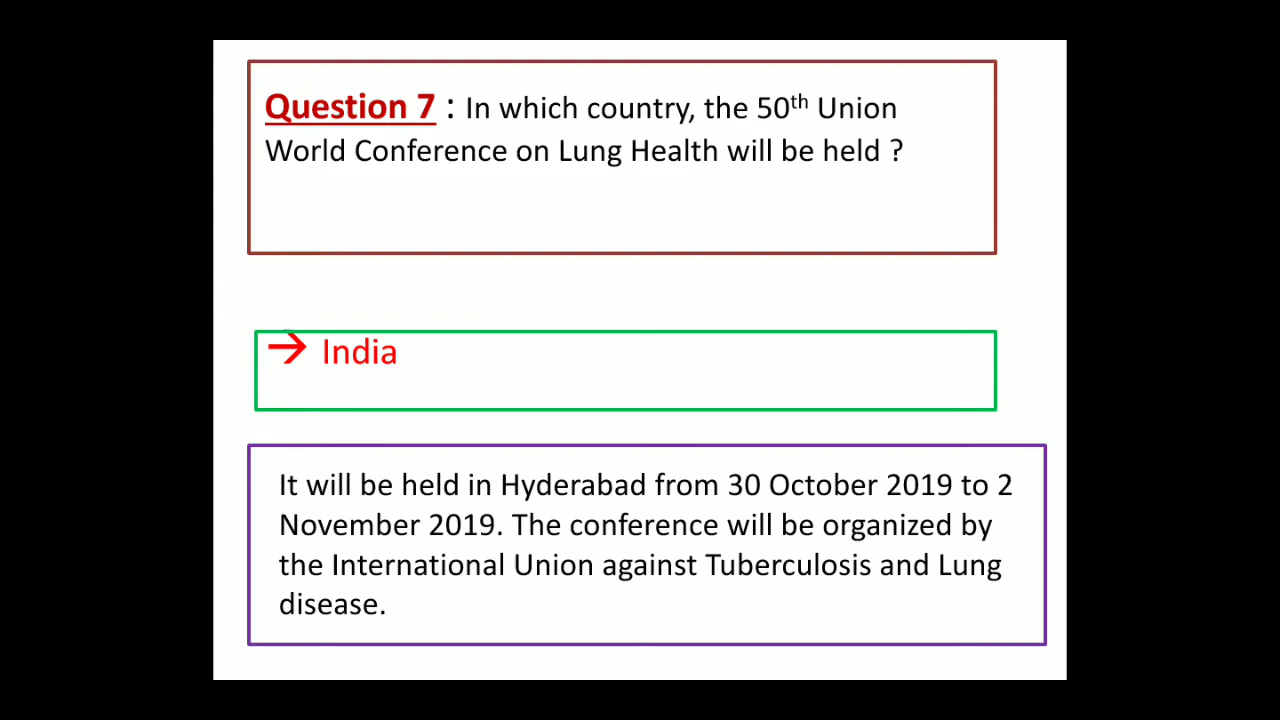 Question 7 : In which country, the 50th Union
World Conference on Lung Health will be held ?
→ India
It will be held in Hyderabad from 30 October 2019 to 2
November 2019. The conference will be organized by
the International Union against Tuberculosis and Lung
disease.